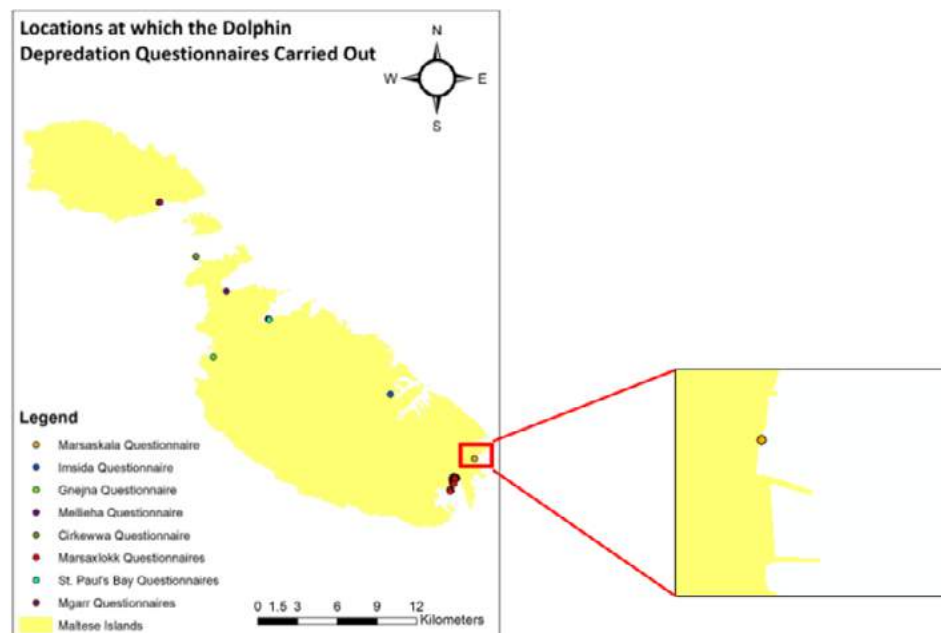 Locations at which the Dolphin
Depredation Questionnaires Carried Out
N
W E
S
Legend
Marsaskala Questionnaire
Imsida Questionnaire
Gnejna Questionnaire
Mellieha Questionnaire
Cirkewwa Questionnaire
Marsaxlokk Questionnaires
St. Paul's Bay Questionnaires
Mgarr Questionnaires
Maltese Islands
0 1.5 3 6 9 12
Kilometers